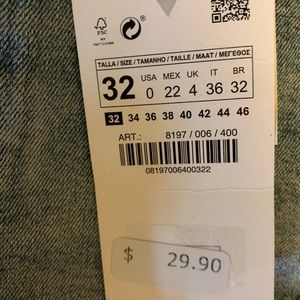 FSC
TALLA / SIZE / TAMANHO / TAILLE / MAAT / ΜΕΓΕΘΟΣ
32 USA MEX UK IT BR
0 22 4 36 32
32 34 36 38 40 42 44 46
ART.: 8197 / 006 / 400
08197006400322
$ 29.90